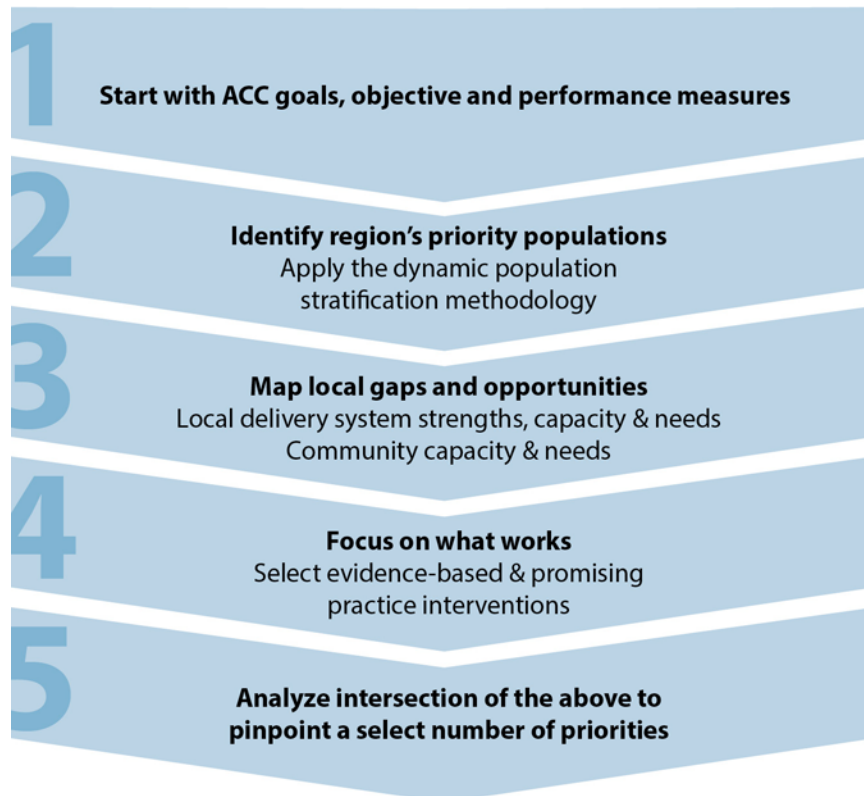 1
Start with ACC goals, objective and performance measures
2
Identify region's priority populations
Apply the dynamic population
stratification methodology
3
Map local gaps and opportunities
Local delivery system strengths, capacity & needs
Community capacity & needs
4
Focus on what works
Select evidence-based & promising
practice interventions
5
Analyze intersection of the above to
pinpoint a select number of priorities